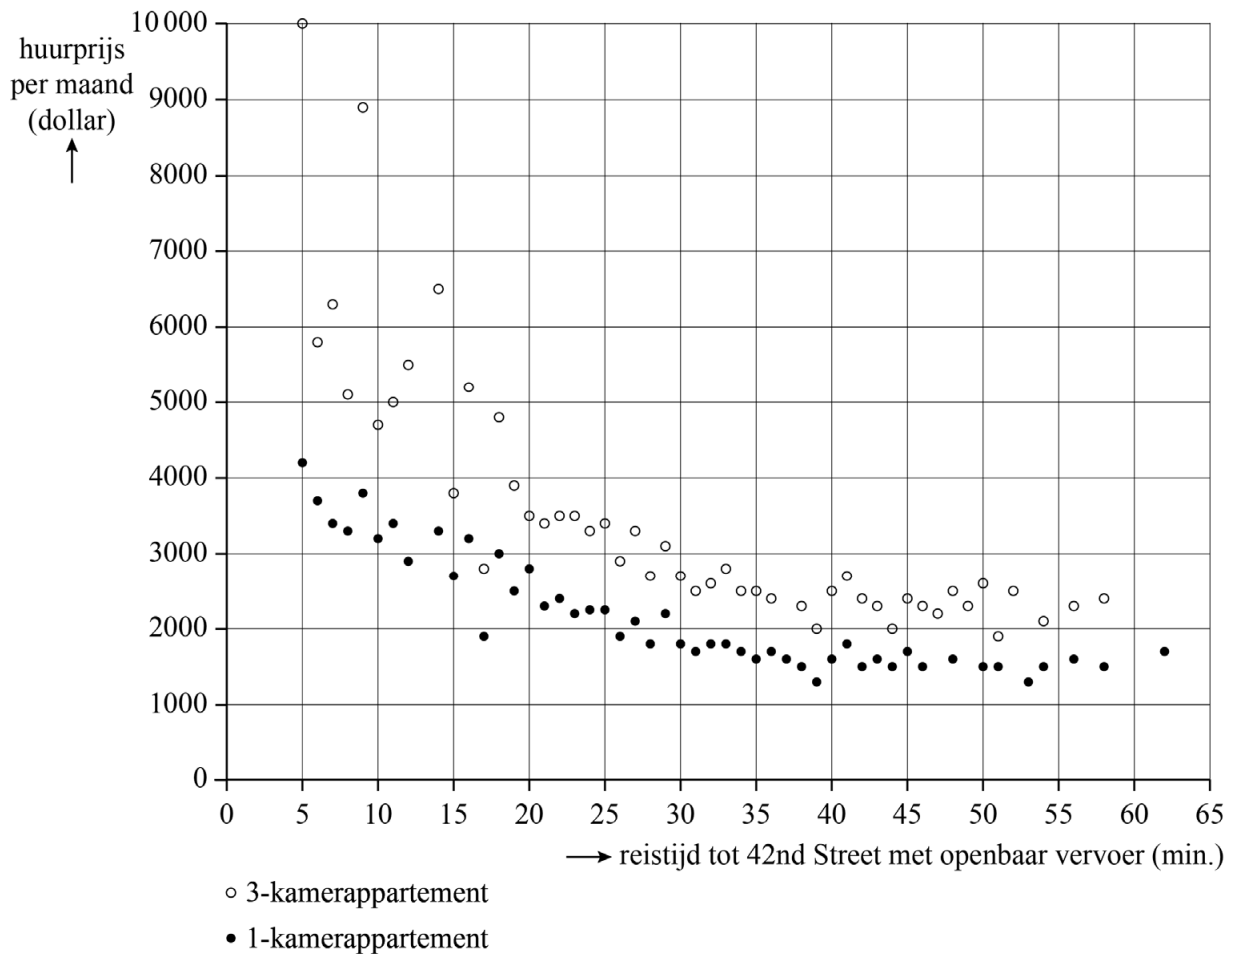 huurprijs
per maand
(dollar)
10 000
9000
8000
7000
6000
5000
4000
3000
2000
1000
0
0 5 10 15 20 25 30 35 40 45 50 55 60 65
reistijd tot 42nd Street met openbaar vervoer (min.)
3-kamerappartement
1-kamerappartement